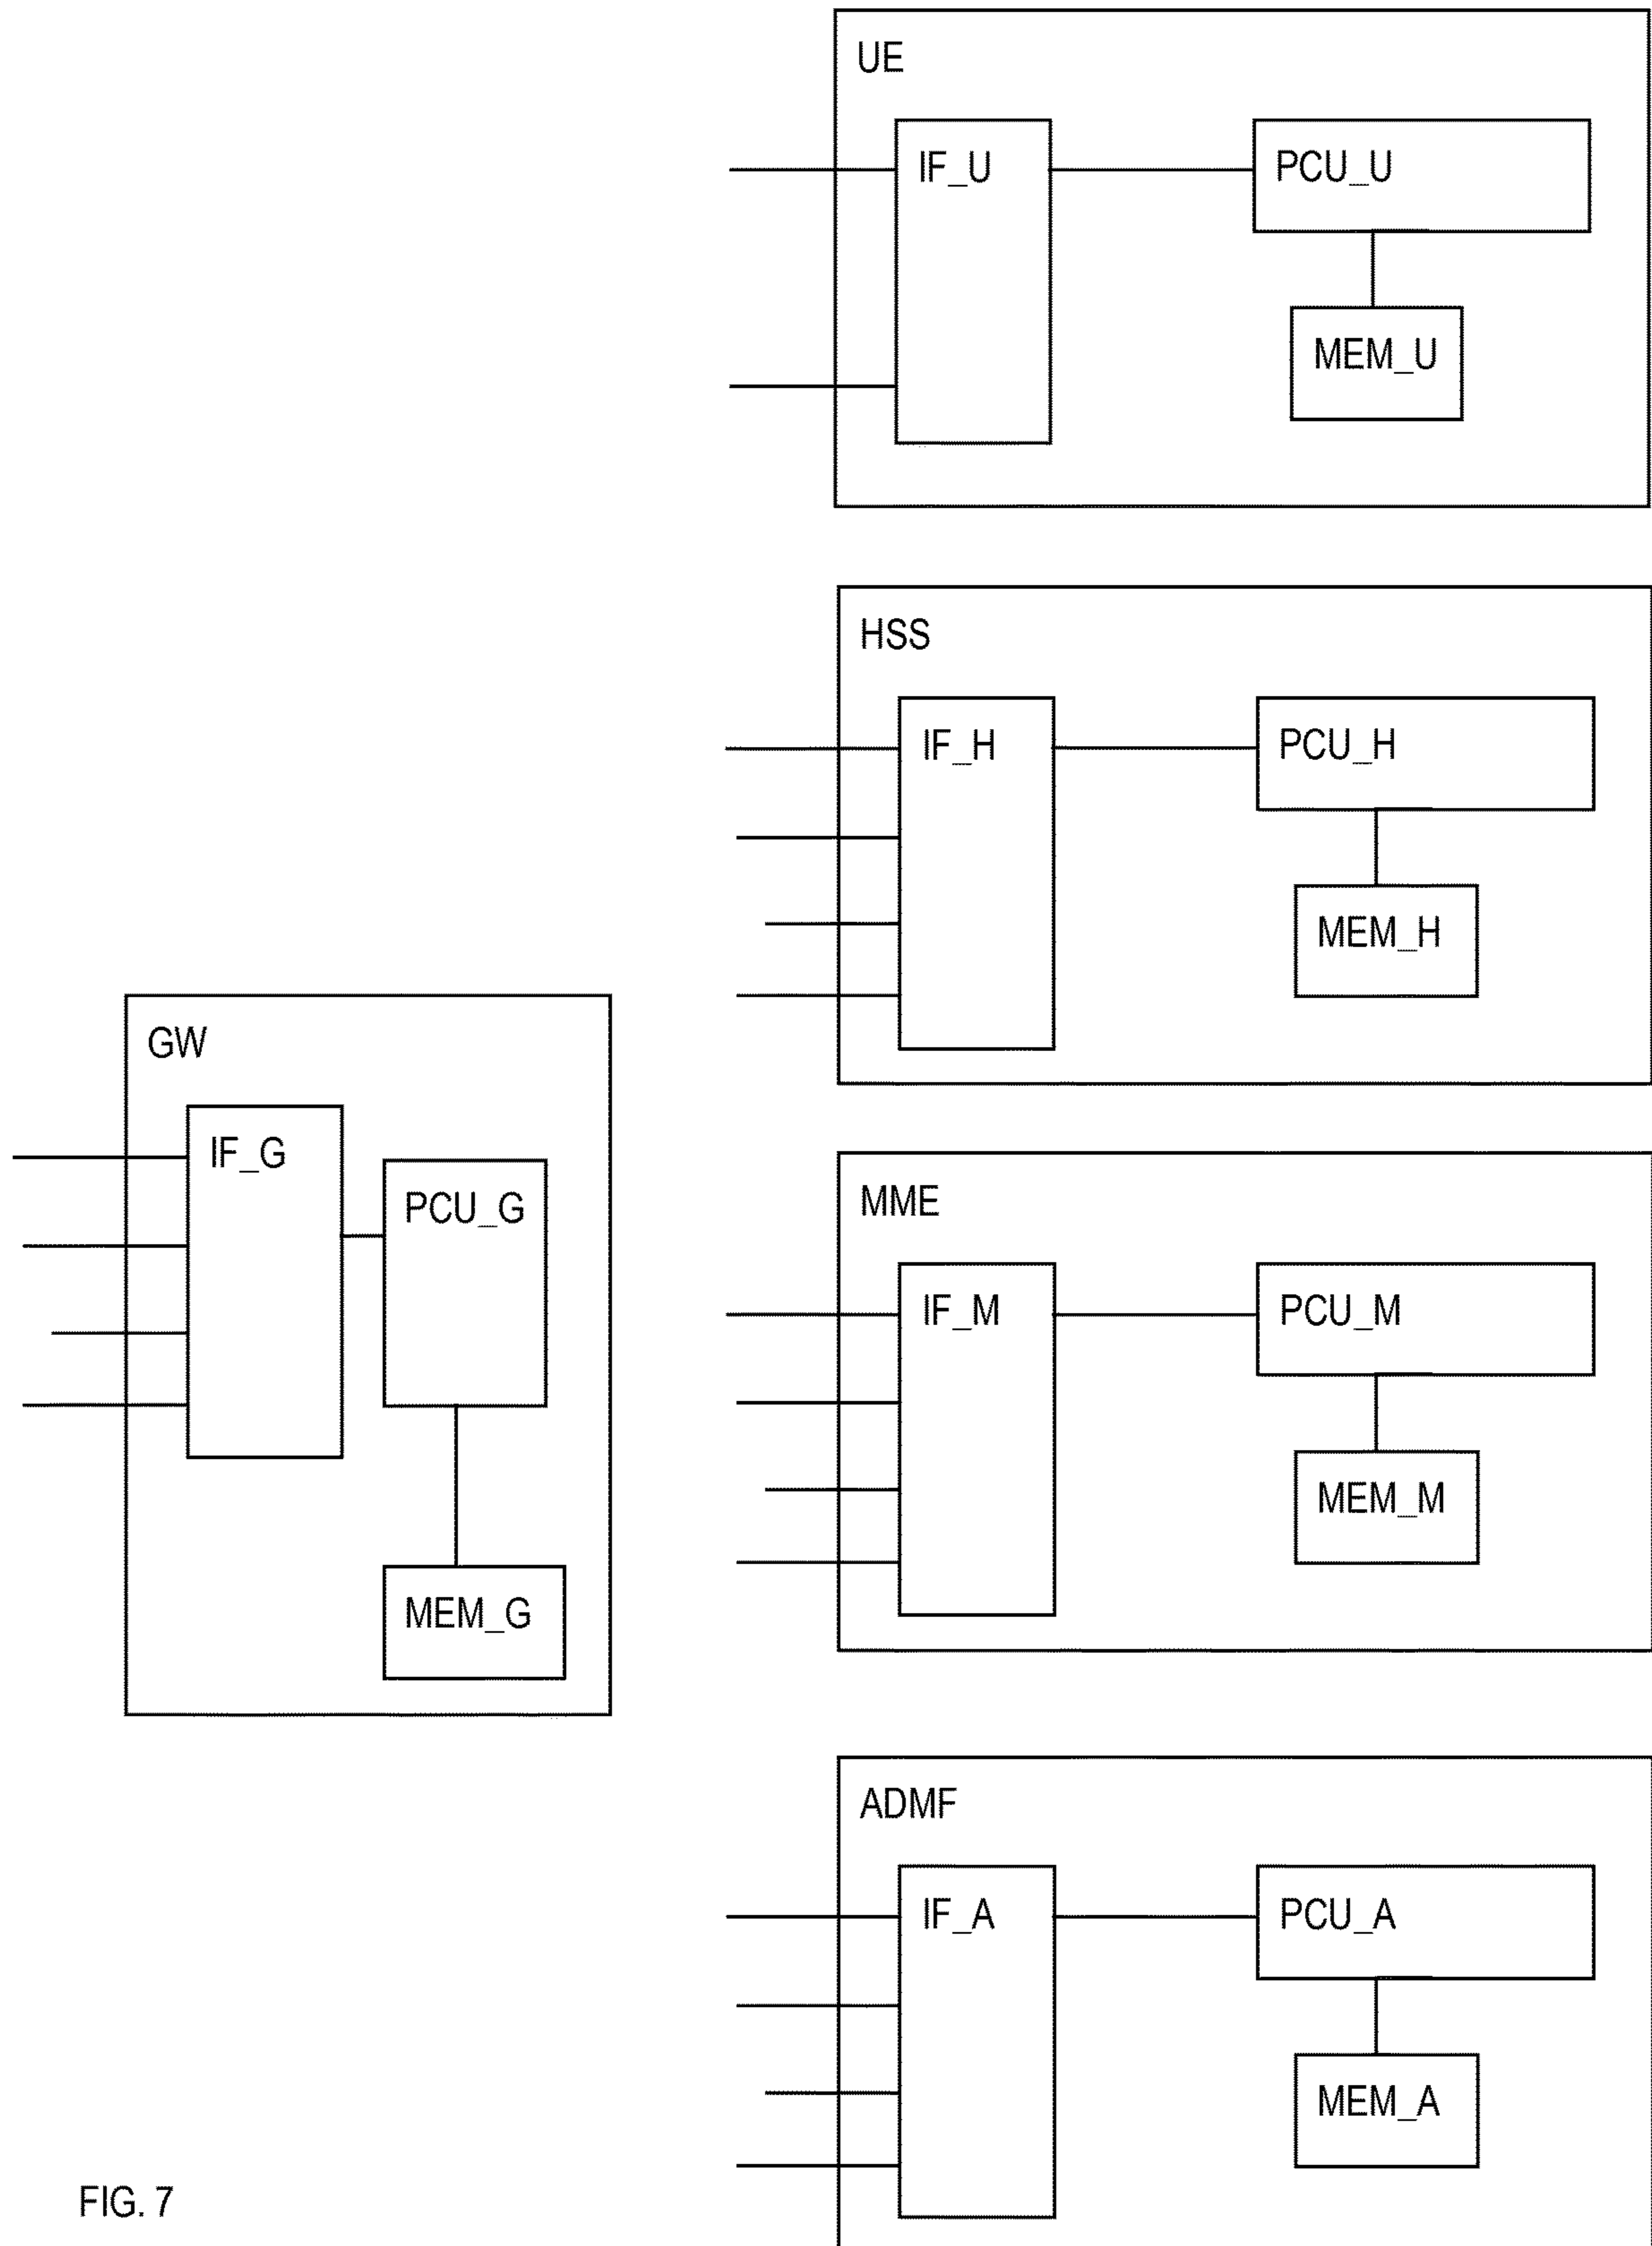 UE
IF_U
PCU_U
MEM_U
HSS
IF_H
PCU_H
MEM_H
GW
IF_G
PCU_G
MEM_G
MME
IF_M
PCU_M
MEM_M
ADMF
IF_A
PCU_A
MEM_A
FIG. 7